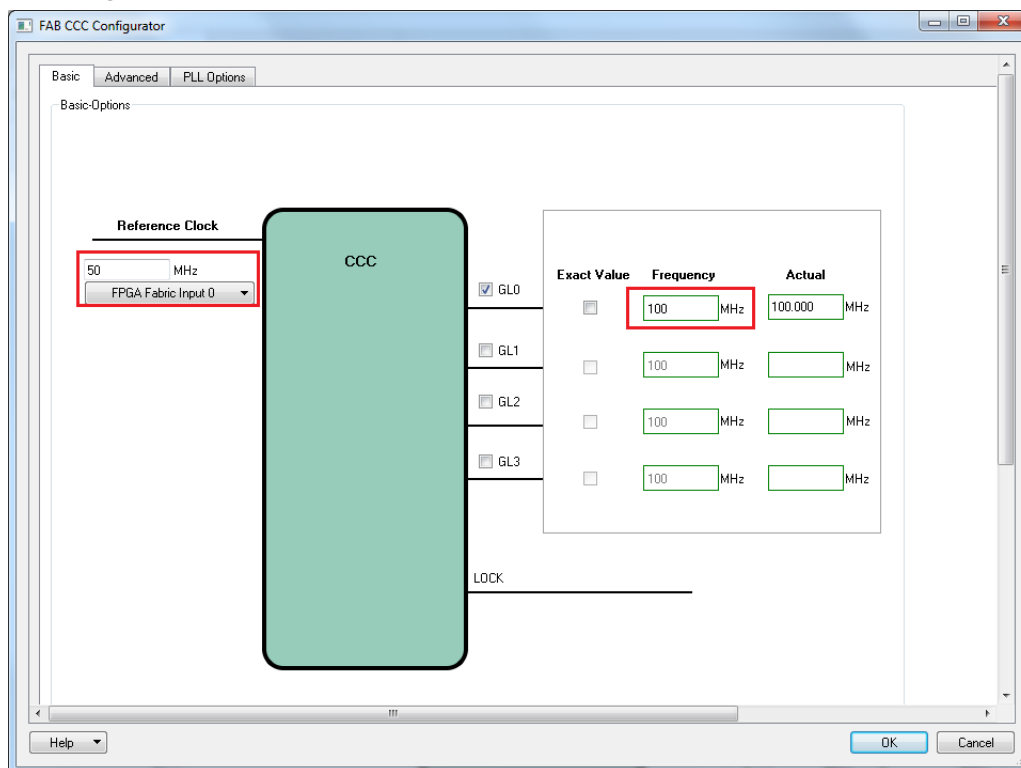 FAB CCC Configurator
Basic Advanced PLL Options
Basic-Options
Reference Clock
50 MHz
FPGA Fabric Input 0
CCC
Exact Value Frequency Actual
GL0
100 MHz 100.000 MHz
GL1
100 MHz MHz
GL2
100 MHz MHz
GL3
100 MHz MHz
LOCK
Help OK Cancel